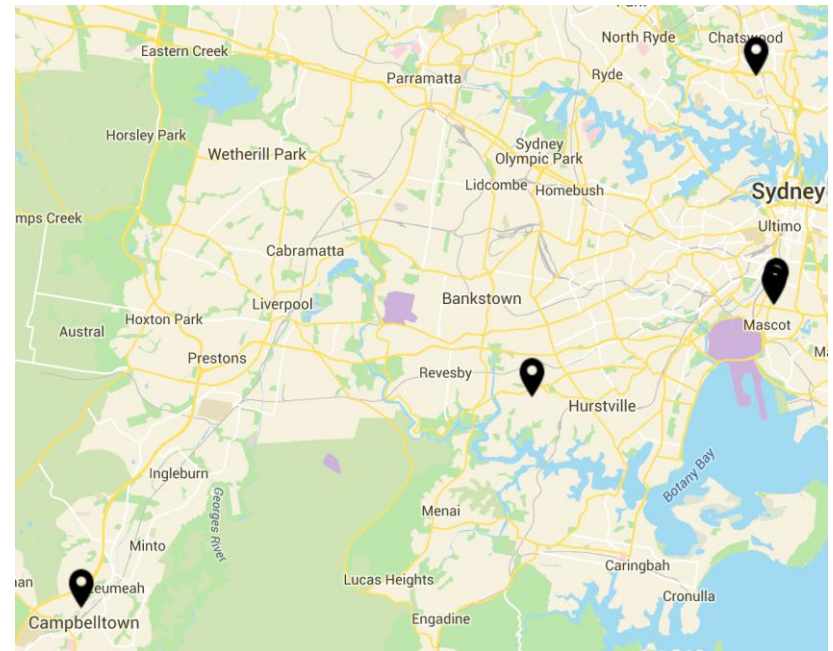 North Ryde
Chatswood
Eastern Creek
Parramatta
Ryde
Horsley Park
Wetherill Park
Sydney
Olympic Park
Lidcombe
Homebush
Sydney
mps Creek
Ultimo
Cabramatta
Liverpool
Bankstown
Hoxton Park
Austral
Mascot
Prestons
Revesby
Hurstville
Ingleburn
Botany Bay
Georges River
Menai
Minto
Caringbah
Lucas Heights
Cronulla
Campbelltown
Engadine